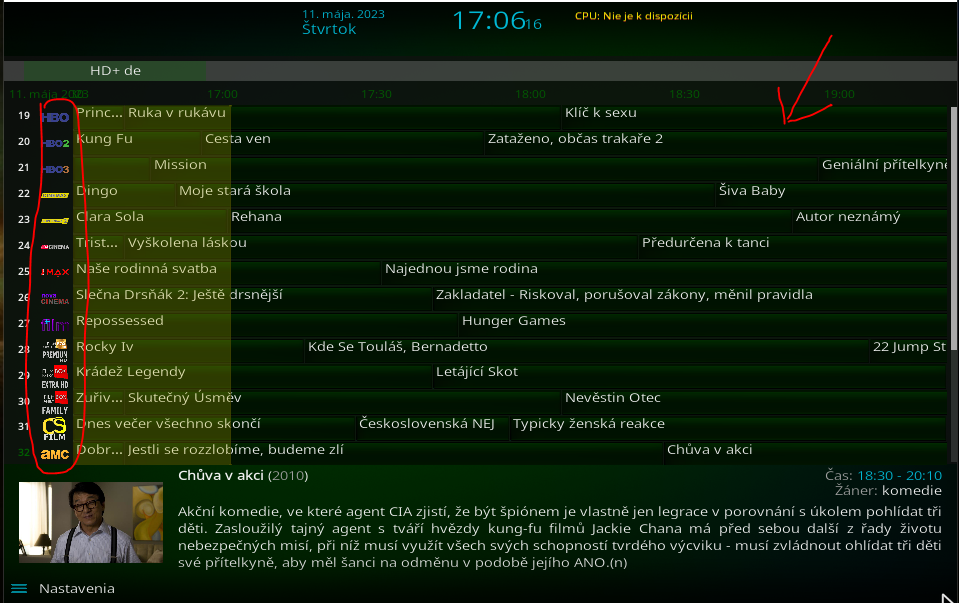 11. mája. 2023
Štvrtok
17:06 16
CPU: Nie je k dispozícii
HD+ de
11. mája 2023 17:00 17:30 18:00 18:30 19:00
19 HBO Princ... Ruka v rukávu Klíč k sexu
20 HBO2 Kung Fu Cesta ven Zataženo, občas trakaře 2
21 HBO3 Mission Geniální přítelkyně
22 CINEMAX Dingo Moje stará škola Šiva Baby
23 Clara Sola Rehana Autor neznámý
24 CINEMA Trist... Vyškolena láskou Předurčena k tanci
25 MAX Naše rodinná svatba Najednou jsme rodina
26 CINEMA Slečna Drsňák 2: Ještě drsnější Zakladatel - Riskoval, porušoval zákony, měnil pravidla
27 film Repossessed Hunger Games
28 PREMIUM HD Rocky Iv Kde Se Touláš, Bernadetto 22 Jump St
29 BOX EXTRA HD Krádež Legendy Letájící Skot
30 BOX FAMILY Zuřiv... Skutečný Úsměv Nevěstin Otec
31 CS FILM Dnes večer všechno skončí Československá NEJ Typicky ženská reakce
32 amc Dobr... Jestli se rozzlobíme, budeme zlí Chůva v akci
Chůva v akci (2010)
Čas: 18:30 - 20:10
Žáner: komedie
Akční komedie, ve které agent CIA zjistí, že být špiónem je vlastně jen legrace v porovnání s úkolem pohlídat tři
děti. Zasloužilý tajný agent s tváří hvězdy kung-fu filmů Jackie Chana má před sebou další z řady životu
nebezpečných misí, při níž musí využít všech svých schopností tvrdého výcviku - musí zvládnout ohlídat tři děti
své přítelkyně, aby měl šanci na odměnu v podobě jejího ANO.(n)
Nastavenia